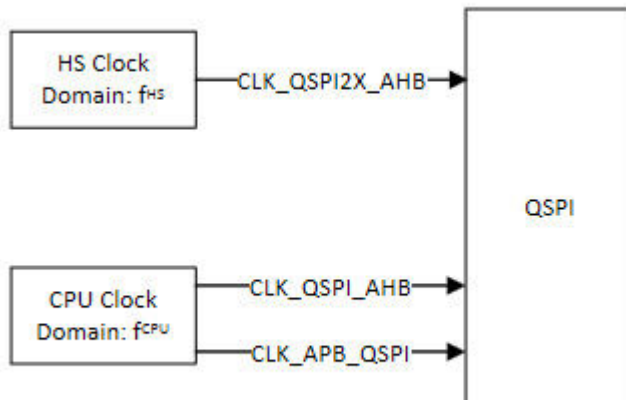 HS Clock
Domain: fHS
CLK_QSPI2X_AHB
QSPI
CPU Clock
Domain: fCPU
CLK_QSPI_AHB
CLK_APB_QSPI